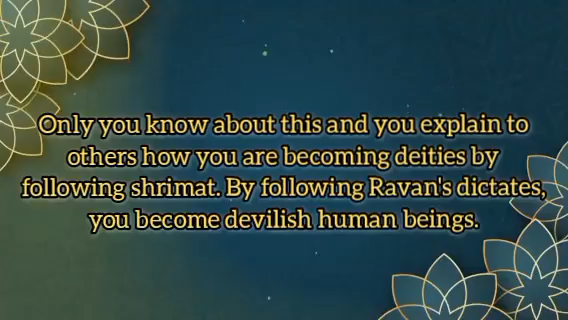 Only you know about this and you explain to
others how you are becoming deities by
following shrimat. By following Ravan's dictates,
you become devilish human beings.